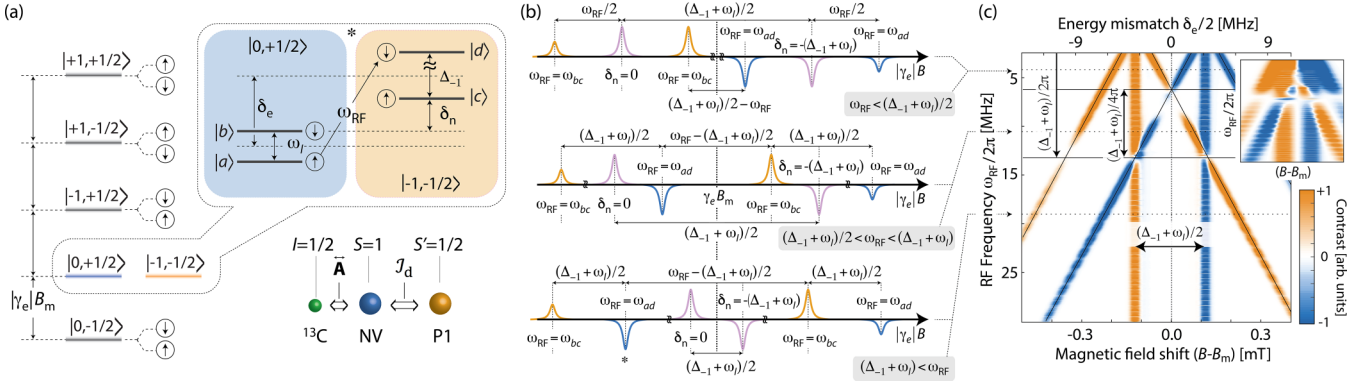 (a)
|+1,+1/2⟩
|+1,-1/2⟩
|-1,+1/2⟩
|0,+1/2⟩ |-1,-1/2⟩
|γe|Bm
|0,-1/2⟩
|0,+1/2⟩
*
|d⟩
Δ-1
ωRF
|c⟩
δe
δn
|b⟩
ωI
|a⟩
|-1,-1/2⟩
I=1/2 S=1 S'=1/2
A 𝒥d
13C NV P1
(b)
ωRF/2 (Δ-1+ωI)/2 ωRF/2
ωRF=ωad δn=-(Δ-1+ωI) ωRF=ωad
|γe|B
ωRF=ωbc δn=0 ωRF=ωbc
(Δ-1+ωI)/2-ωRF
ωRF<(Δ-1+ωI)/2
(Δ-1+ωI)/2 ωRF-(Δ-1+ωI)/2 (Δ-1+ωI)/2
ωRF=ωad δn=-(Δ-1+ωI) ωRF=ωad
|γe|B
ωRF=ωbc δn=0 γeBm ωRF=ωbc
(Δ-1+ωI)/2
(Δ-1+ωI)/2<ωRF<(Δ-1+ωI)
(Δ-1+ωI)/2 ωRF-(Δ-1+ωI)/2 (Δ-1+ωI)/2
ωRF=ωad δn=-(Δ-1+ωI) ωRF=ωad
|γe|B
ωRF=ωbc * δn=0 ωRF=ωbc
(Δ-1+ωI)/2
(Δ-1+ωI)<ωRF
(c)
Energy mismatch δe/2 [MHz]
-9 0 9
RF Frequency ωRF/2π [MHz]
5
15
25
(Δ-1+ωI)/2π
(Δ-1+ωI)/4π
(Δ-1+ωI)/2
-0.3 0.0 0.3
Magnetic field shift (B-Bm) [mT]
ωRF/2π
(B-Bm)
+1
-1
Contrast [arb. units]